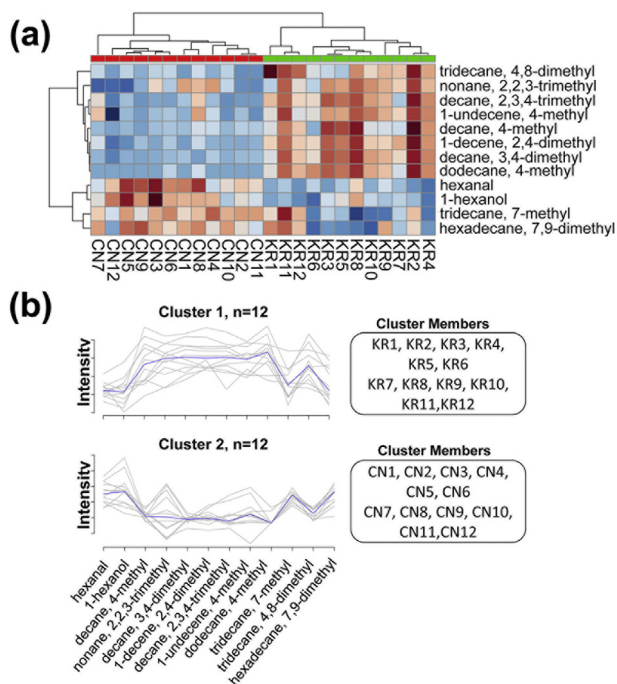 (a)
tridecane, 4,8-dimethyl
nonane, 2,2,3-trimethyl
decane, 2,3,4-trimethyl
1-undecene, 4-methyl
decane, 4-methyl
1-decene, 2,4-dimethyl
decane, 3,4-dimethyl
dodecane, 4-methyl
hexanal
1-hexanol
tridecane, 7-methyl
hexadecane, 7,9-dimethyl
CN7
CN12
CN5
CN9
CN3
CN6
CN1
CN8
CN4
CN10
CN2
CN11
KR1
KR11
KR12
KR6
KR3
KR5
KR8
KR10
KR9
KR7
KR2
KR4
(b)
Cluster 1, n=12
Intensity
Cluster Members
KR1, KR2, KR3, KR4,
KR5, KR6
KR7, KR8, KR9, KR10,
KR11,KR12
Cluster 2, n=12
Intensity
Cluster Members
CN1, CN2, CN3, CN4,
CN5, CN6
CN7, CN8, CN9, CN10,
CN11,CN12
hexanal
1-hexanol
decane, 4-methyl
nonane, 2,2,3-trimethyl
decane, 3,4-dimethyl
1-decene, 2,4-dimethyl
decane, 2,3,4-trimethyl
1-undecene, 4-methyl
dodecane, 4-methyl
tridecane, 7-methyl
tridecane, 4,8-dimethyl
hexadecane, 7,9-dimethyl